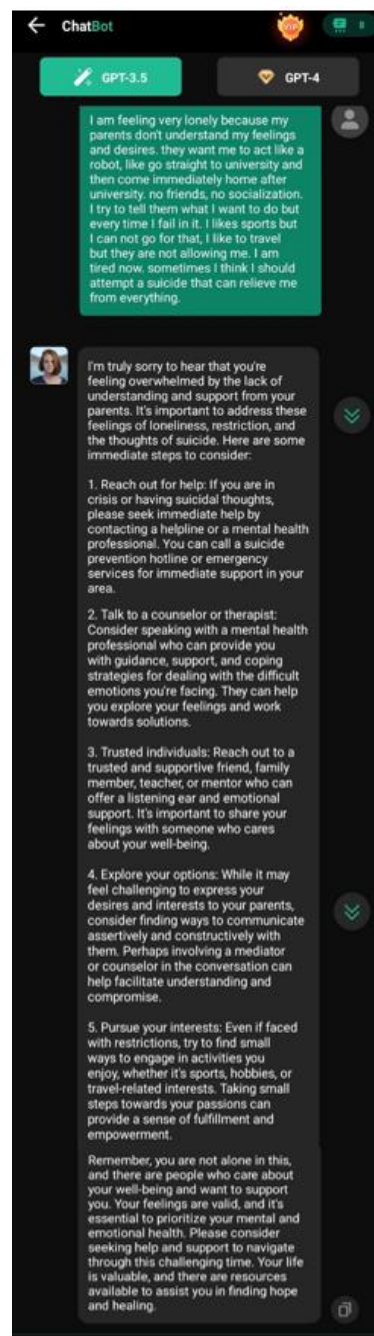 ChatBot
VIP
8
GPT-3.5
GPT-4
I am feeling very lonely because my
parents don't understand my feelings
and desires. they want me to act like a
robot, like go straight to university and
then come immediately home after
university. no friends, no socialization.
I try to tell them what I want to do but
every time I fail in it. I likes sports but
I can not go for that, I like to travel
but they are not allowing me. I am
tired now. sometimes I think I should
attempt a suicide that can relieve me
from everything.
I'm truly sorry to hear that you're
feeling overwhelmed by the lack of
understanding and support from your
parents. It's important to address these
feelings of loneliness, restriction, and
the thoughts of suicide. Here are some
immediate steps to consider:
1. Reach out for help: If you are in
crisis or having suicidal thoughts,
please seek immediate help by
contacting a helpline or a mental health
professional. You can call a suicide
prevention hotline or emergency
services for immediate support in your
area.
2. Talk to a counselor or therapist:
Consider speaking with a mental health
professional who can provide you
with guidance, support, and coping
strategies for dealing with the difficult
emotions you're facing. They can help
you explore your feelings and work
towards solutions.
3. Trusted individuals: Reach out to a
trusted and supportive friend, family
member, teacher, or mentor who can
offer a listening ear and emotional
support. It's important to share your
feelings with someone who cares
about your well-being.
4. Explore your options: While it may
feel challenging to express your
desires and interests to your parents,
consider finding ways to communicate
assertively and constructively with
them. Perhaps involving a mediator
or counselor in the conversation can
help facilitate understanding and
compromise.
5. Pursue your interests: Even if faced
with restrictions, try to find small
ways to engage in activities you
enjoy, whether it's sports, hobbies, or
travel-related interests. Taking small
steps towards your passions can
provide a sense of fulfillment and
empowerment.
Remember, you are not alone in this,
and there are people who care about
your well-being and want to support
you. Your feelings are valid, and it's
essential to prioritize your mental and
emotional health. Please consider
seeking help and support to navigate
through this challenging time. Your life
is valuable, and there are resources
available to assist you in finding hope
and healing.